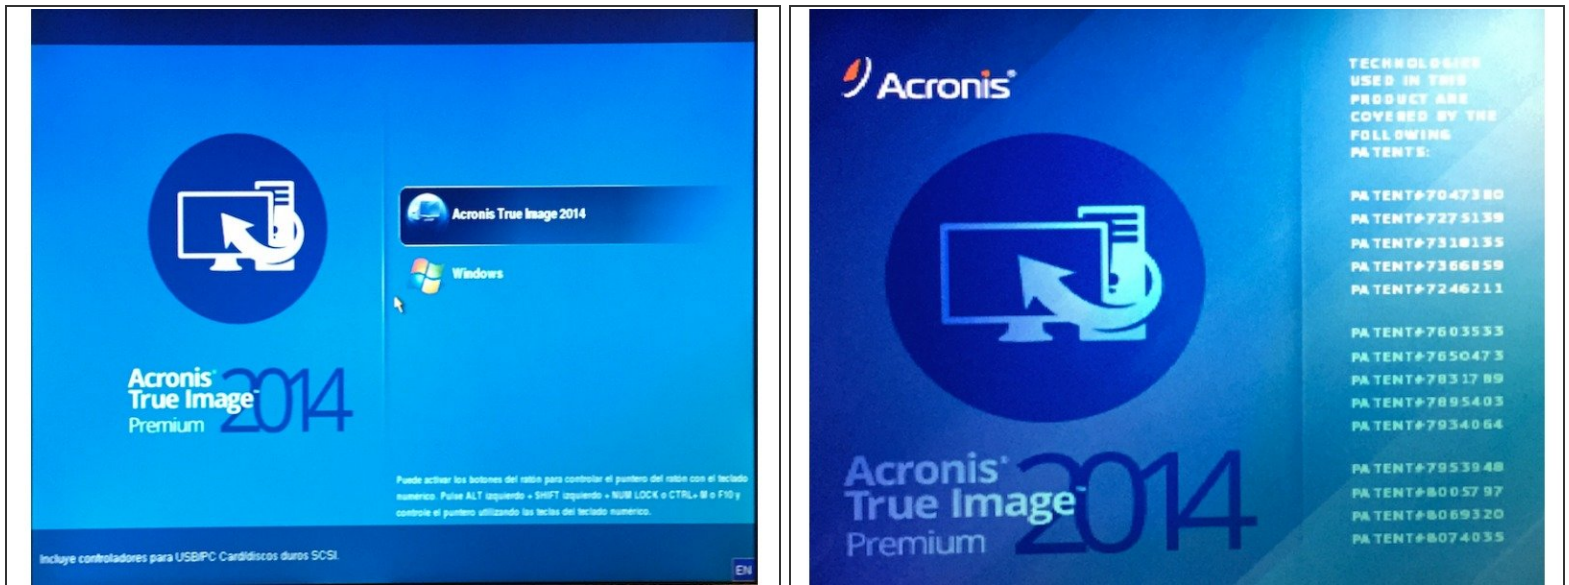 Acronis True Image 2014
Windows
Acronis
True Image™ 2014
Premium
Puede activar los botones del ratón para controlar el puntero del ratón con el teclado
numérico. Pulse ALT izquierdo + SHIFT izquierdo + NUM LOCK o CTRL+ M o F10 y
controle el puntero utilizando las teclas del teclado numérico.
Incluye controladores para USB/PC Card/discos duros SCSI.
EN
Acronis®
TECHNOLOGIES
USED IN THIS
PRODUCT ARE
COVERED BY THE
FOLLOWING
PATENTS:
PATENT#7047380
PATENT#7275139
PATENT#7318135
PATENT#7366859
PATENT#7246211
PATENT#7603533
PATENT#7650473
PATENT#7831789
PATENT#7895403
PATENT#7934064
PATENT#7953948
PATENT#8005797
PATENT#8069320
PATENT#8074035
Acronis
True Image™ 2014
Premium